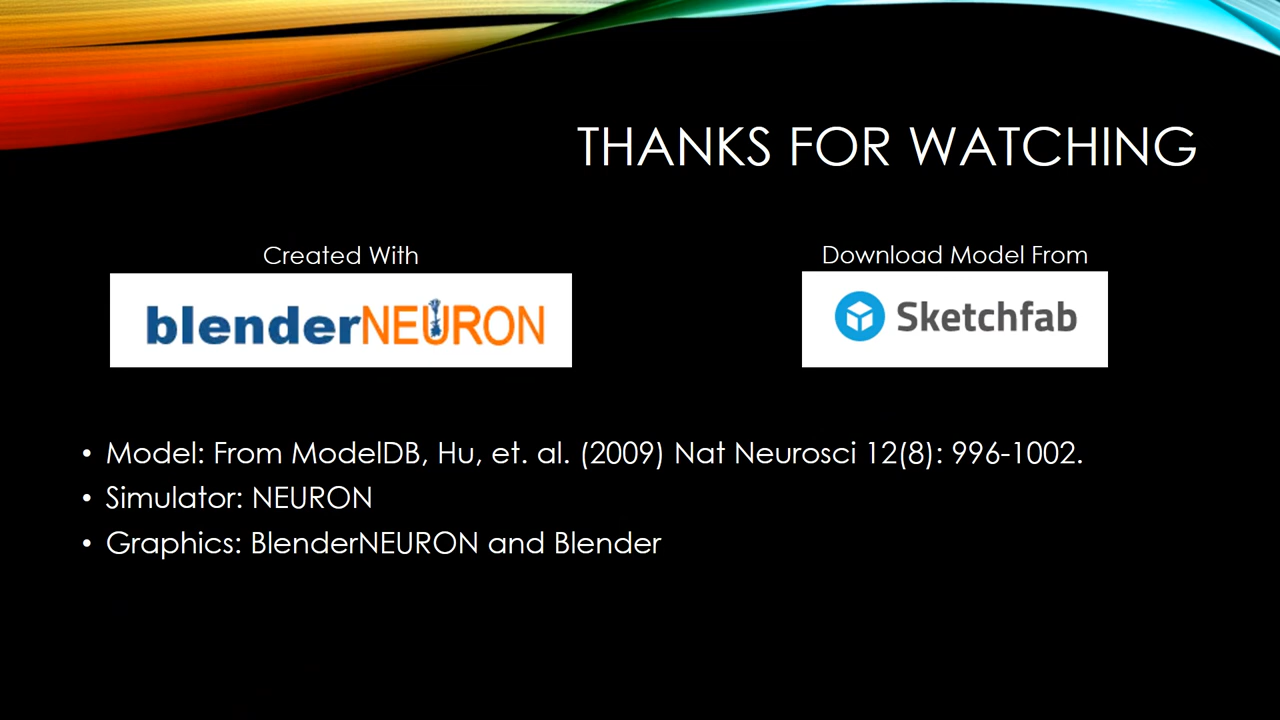 THANKS FOR WATCHING
Created With
blenderNEURON
Download Model From
Sketchfab
• Model: From ModelDB, Hu, et. al. (2009) Nat Neurosci 12(8): 996-1002.
• Simulator: NEURON
• Graphics: BlenderNEURON and Blender